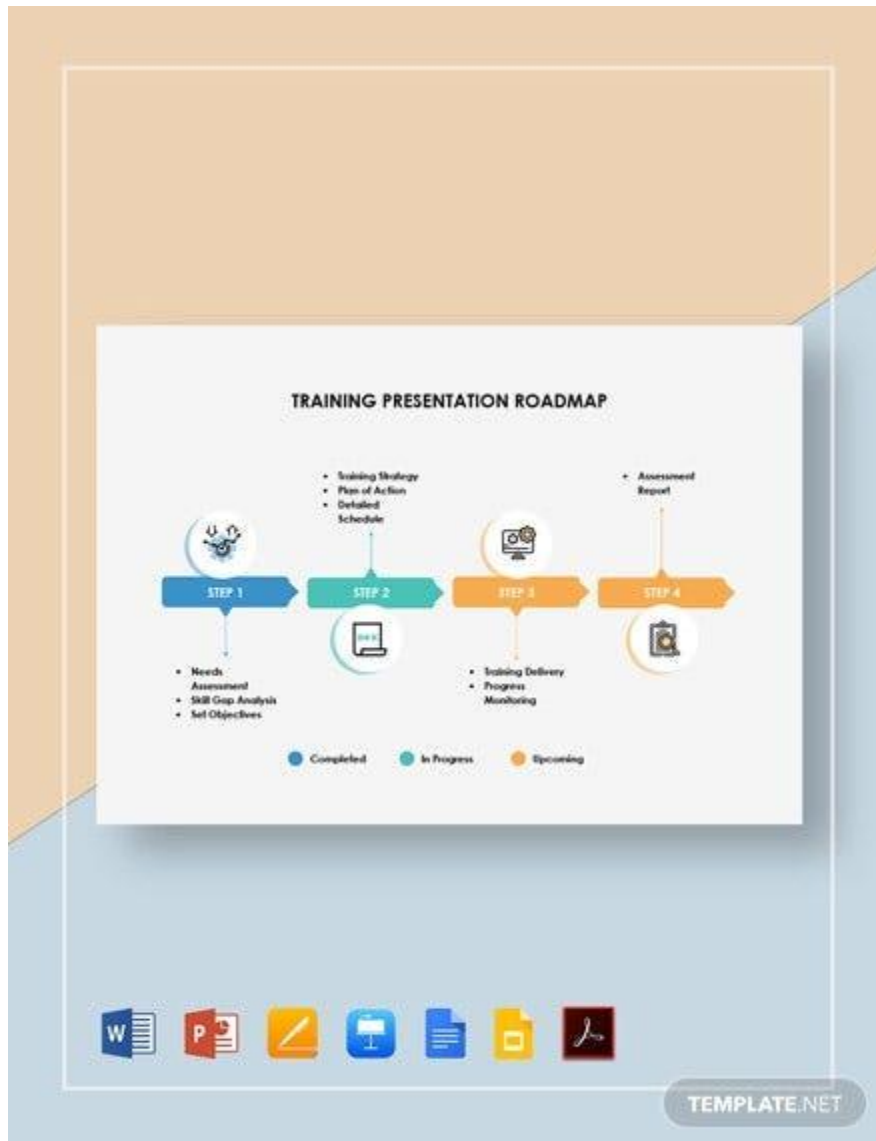 TRAINING PRESENTATION ROADMAP
• Training Strategy
• Plan of Action
• Detailed
Schedule
• Assessment
Report
STEP 1
STEP 2
STEP 3
STEP 4
• Needs
Assessment
• Skill Gap Analysis
• Set Objectives
• Training Delivery
• Progress
Monitoring
Completed
In Progress
Upcoming
W
P
TEMPLATE.NET